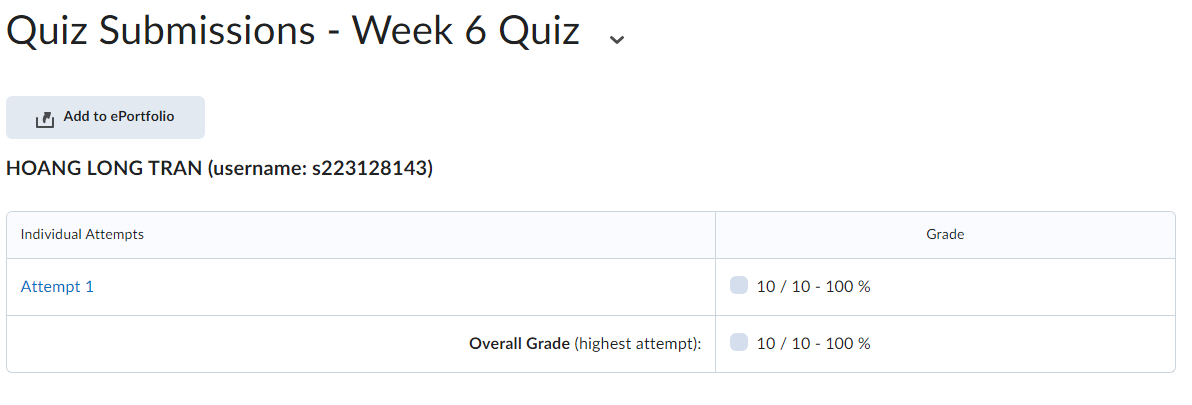 Quiz Submissions - Week 6 Quiz
Add to ePortfolio
HOANG LONG TRAN (username: s223128143)
Individual Attempts Grade
Attempt 1 10 / 10 - 100 %
Overall Grade (highest attempt): 10 / 10 - 100 %